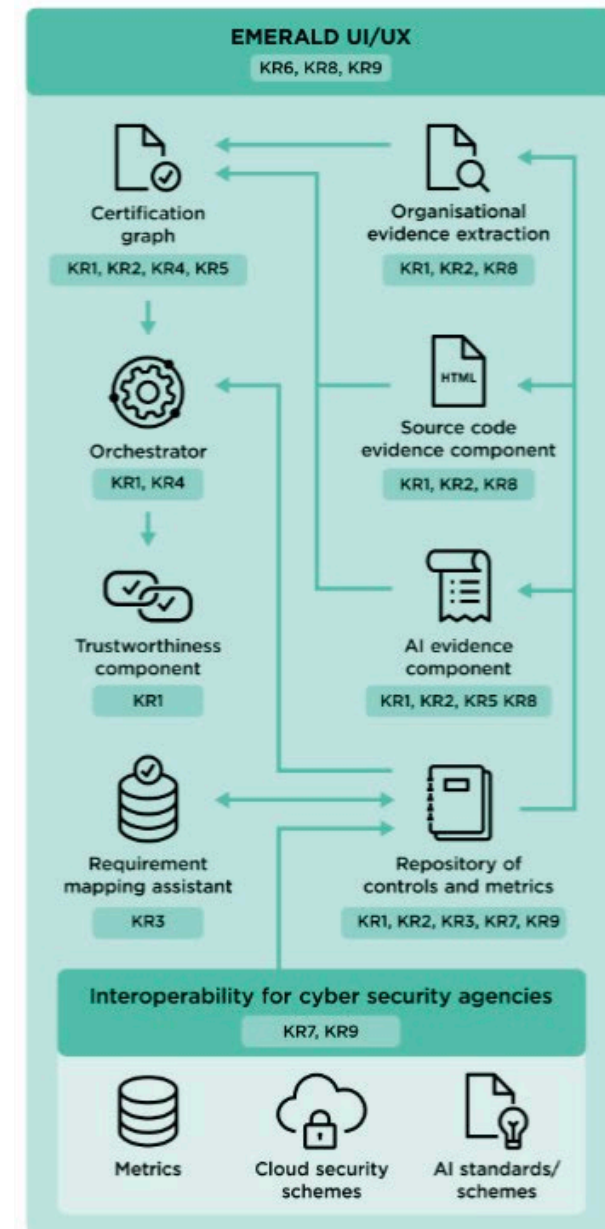 EMERALD UI/UX
KR6, KR8, KR9
Certification
graph
KR1, KR2, KR4, KR5
Organisational
evidence extraction
KR1, KR2, KR8
Orchestrator
KR1, KR4
HTML
Source code
evidence component
KR1, KR2, KR8
Trustworthiness
component
KR1
AI evidence
component
KR1, KR2, KR5 KR8
Requirement
mapping assistant
KR3
Repository of
controls and metrics
KR1, KR2, KR3, KR7, KR9
Interoperability for cyber security agencies
KR7, KR9
Metrics
Cloud security
schemes
AI standards/
schemes